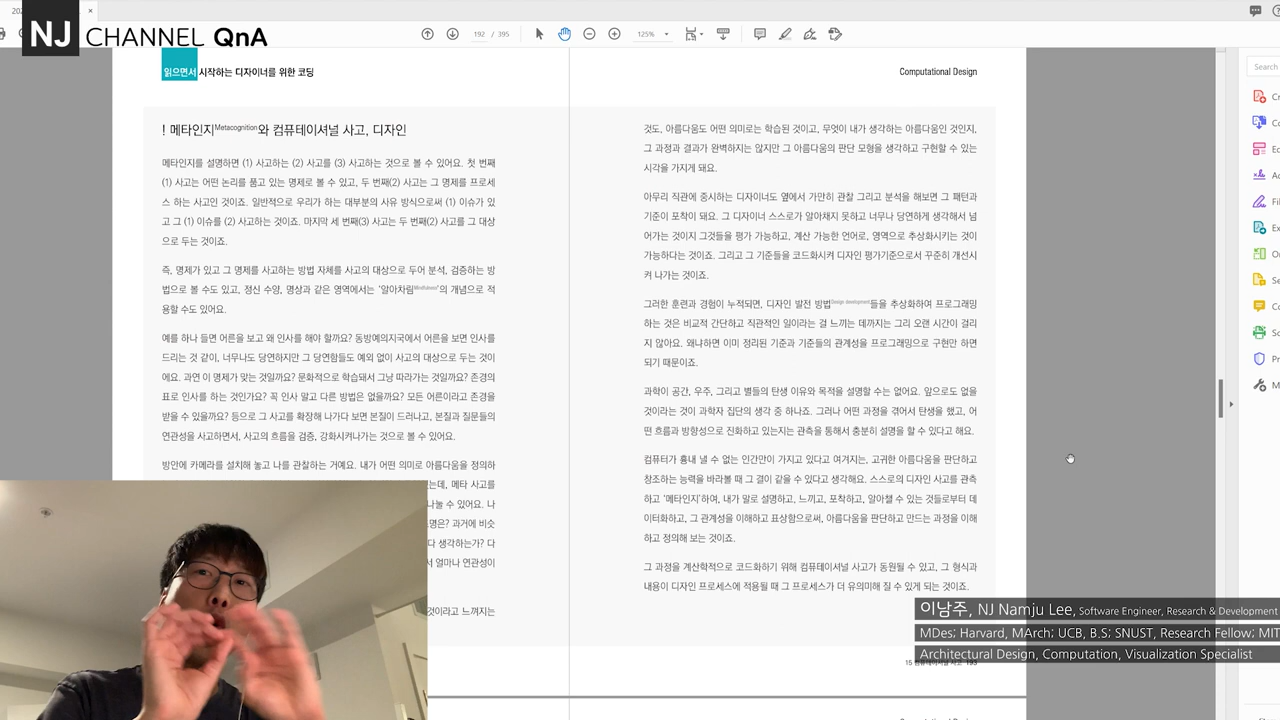 202
NJ CHANNEL QnA
192 / 395
125%
Search
읽으면서 시작하는 디자이너를 위한 코딩
Computational Design
! 메타인지Metacognition와 컴퓨테이셔널 사고, 디자인
메타인지를 설명하면 (1) 사고하는 (2) 사고를 (3) 사고하는 것으로 볼 수 있어요. 첫 번째
(1) 사고는 어떤 논리를 품고 있는 명제로 볼 수 있고, 두 번째(2) 사고는 그 명제를 프로세
스 하는 사고인 것이죠. 일반적으로 우리가 하는 대부분의 사유 방식으로써 (1) 이슈가 있
고 그 (1) 이슈를 (2) 사고하는 것이죠. 마지막 세 번째(3) 사고는 두 번째(2) 사고를 그 대상
으로 두는 것이죠.
즉, 명제가 있고 그 명제를 사고하는 방법 자체를 사고의 대상으로 두어 분석, 검증하는 방
법으로 볼 수도 있고, 정신 수양, 명상과 같은 영역에서는 '알아차림Mindfulness'의 개념으로 적
용할 수도 있어요.
예를 하나 들면 어른을 보고 왜 인사를 해야 할까요? 동방예의지국에서 어른을 보면 인사를
드리는 것 같이, 너무나도 당연하지만 그 당연함들도 예외 없이 사고의 대상으로 두는 것이
에요. 과연 이 명제가 맞는 것일까요? 문화적으로 학습돼서 그냥 따라가는 것일까요? 존경의
표로 인사를 하는 것인가요? 꼭 인사 말고 다른 방법은 없을까요? 모든 어른이라고 존경을
받을 수 있을까요? 등으로 그 사고를 확장해 나가다 보면 본질이 드러나고, 본질과 질문들의
연관성을 사고하면서, 사고의 흐름을 검증, 강화시켜나가는 것으로 볼 수 있어요.
방안에 카메라를 설치해 놓고 나를 관찰하는 거예요. 내가 어떤 의미로 아름다움을 정의하
는데, 메타 사고를
나눌 수 있어요. 나
명은? 과거에 비슷
다 생각하는가? 다
서 얼마나 연관성이
것이라고 느껴지는
것도, 아름다움도 어떤 의미로는 학습된 것이고, 무엇이 내가 생각하는 아름다움인 것인지,
그 과정과 결과가 완벽하지는 않지만 그 아름다움의 판단 모형을 생각하고 구현할 수 있는
시각을 가지게 돼요.
아무리 직관에 중시하는 디자이너도 옆에서 가만히 관찰 그리고 분석을 해보면 그 패턴과
기준이 포착이 돼요. 그 디자이너 스스로가 알아채지 못하고 너무나 당연하게 생각해서 넘
어가는 것이지 그것들을 평가 가능하고, 계산 가능한 언어로, 영역으로 추상화시키는 것이
가능하다는 것이죠. 그리고 그 기준들을 코드화시켜 디자인 평가기준으로서 꾸준히 개선시
켜 나가는 것이죠.
그러한 훈련과 경험이 누적되면, 디자인 발전 방법Design development들을 추상화하여 프로그래밍
하는 것은 비교적 간단하고 직관적인 일이라는 걸 느끼는 데까지는 그리 오랜 시간이 걸리
지 않아요. 왜냐하면 이미 정리된 기준과 기준들의 관계성을 프로그래밍으로 구현만 하면
되기 때문이죠.
과학이 공간, 우주, 그리고 별들의 탄생 이유와 목적을 설명할 수는 없어요. 앞으로도 없을
것이라는 것이 과학자 집단의 생각 중 하나죠. 그러나 어떤 과정을 겪어서 탄생을 했고, 어
떤 흐름과 방향성으로 진화하고 있는지는 관측을 통해서 충분히 설명을 할 수 있다고 해요.
컴퓨터가 흉내 낼 수 없는 인간만이 가지고 있다고 여겨지는, 고귀한 아름다움을 판단하고
창조하는 능력을 바라볼 때 그 결이 같을 수 있다고 생각해요. 스스로의 디자인 사고를 관측
하고 '메타인지'하여, 내가 말로 설명하고, 느끼고, 포착하고, 알아챌 수 있는 것들로부터 데
이터화하고, 그 관계성을 이해하고 표상함으로써, 아름다움을 판단하고 만드는 과정을 이해
하고 정의해 보는 것이죠.
그 과정을 계산학적으로 코드화하기 위해 컴퓨테이셔널 사고가 동원될 수 있고, 그 형식과
내용이 디자인 프로세스에 적용될 때 그 프로세스가 더 유의미해 질 수 있게 되는 것이죠.
이남주, NJ Namju Lee, Software Engineer, Research & Development
MDes; Harvard, MArch; UCB, B.S; SNUST, Research Fellow; MIT
Architectural Design, Computation, Visualization Specialist
193